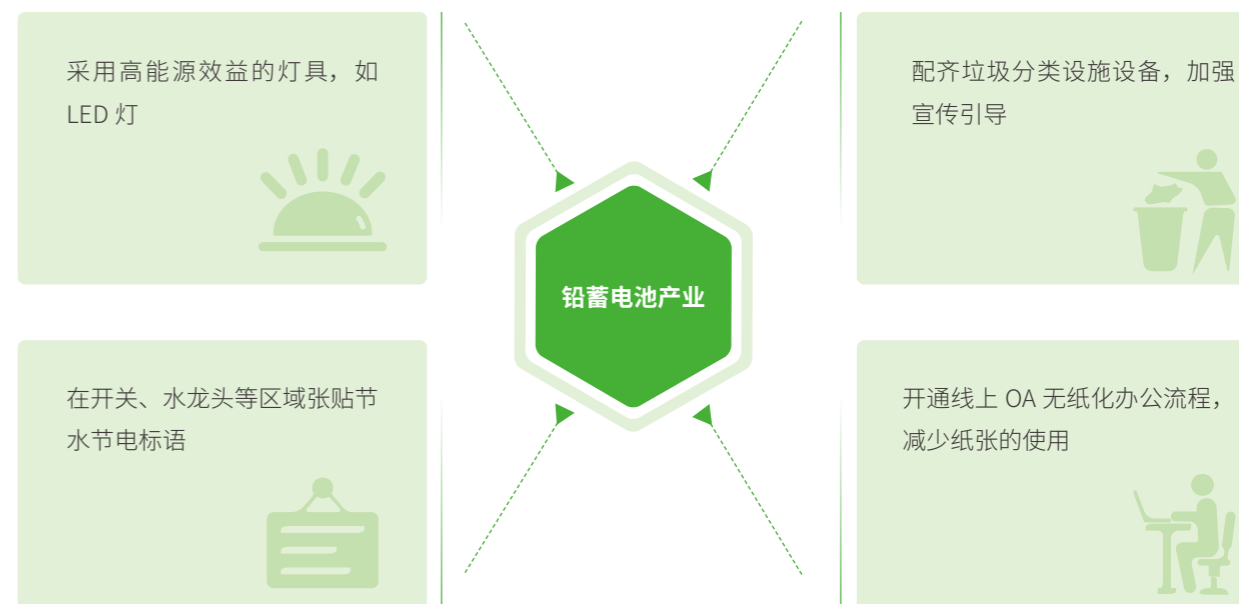 采用高能源效益的灯具，如
LED 灯
配齐垃圾分类设施设备，加强
宣传引导
铅蓄电池产业
在开关、水龙头等区域张贴节
水节电标语
开通线上 OA 无纸化办公流程，
减少纸张的使用